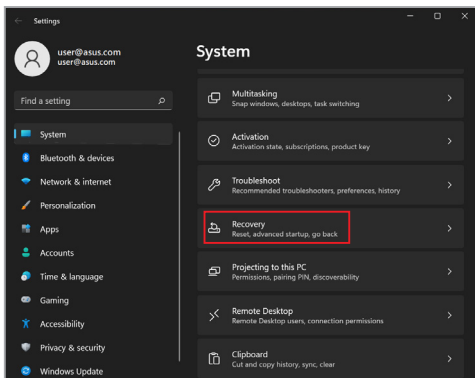 Settings
user@asus.com
user@asus.com
Find a setting
System
Bluetooth & devices
Network & internet
Personalization
Apps
Accounts
Time & language
Gaming
Accessibility
Privacy & security
Windows Update
System
Multitasking
Snap windows, desktops, task switching
Activation
Activation state, subscriptions, product key
Troubleshoot
Recommended troubleshooters, preferences, history
Recovery
Reset, advanced startup, go back
Projecting to this PC
Permissions, pairing PIN, discoverability
Remote Desktop
Remote Desktop users, connection permissions
Clipboard
Cut and copy history, sync, clear